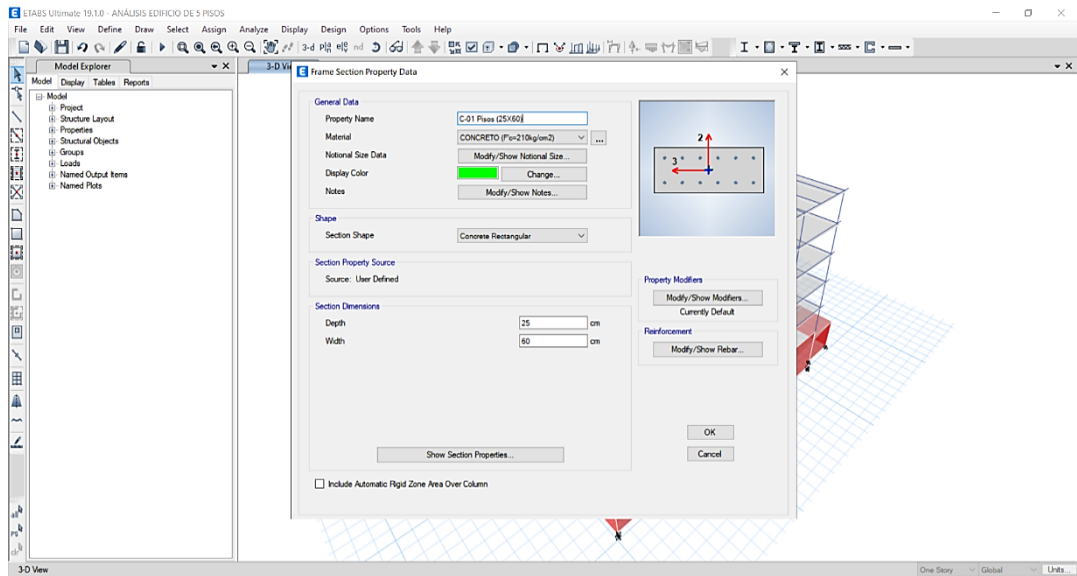 ETABS Ultimate 19.1.0 - ANÁLISIS EDIFICIO DE 5 PISOS
File Edit View Define Draw Select Assign Analyze Display Design Options Tools Help
3-d
nd
Model Explorer
3-D Vi
Model Display Tables Reports
Model
Project
Structure Layout
Properties
Structural Objects
Groups
Loads
Named Output Items
Named Plots
Frame Section Property Data
General Data
Property Name C-01 Pisos (25X60)
Material CONCRETO (f'c=210kg/cm2) ...
Notional Size Data Modify/Show Notional Size...
Display Color Change...
Notes Modify/Show Notes...
2
3
Shape
Section Shape Concrete Rectangular
Section Property Source
Source: User Defined
Property Modifiers
Modify/Show Modifiers...
Currently Default
Section Dimensions
Depth 25 cm
Width 60 cm
Reinforcement
Modify/Show Rebar...
Show Section Properties...
OK
Cancel
Include Automatic Rigid Zone Area Over Column
3-D View
One Story Global Units...